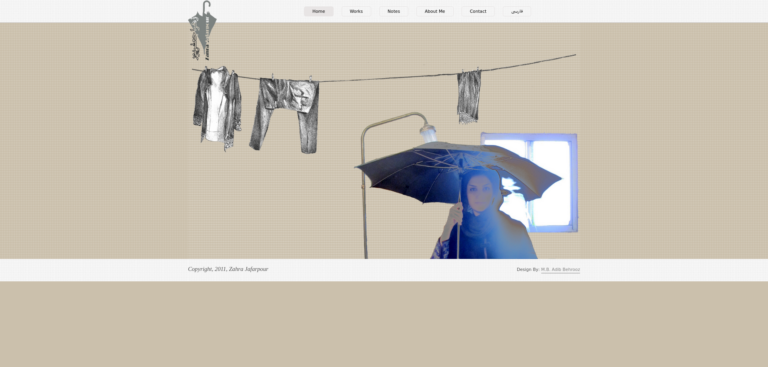 Home
Works
Notes
About Me
Contact
فارسی
Copyright, 2011, Zahra Jafarpour
Design By: M.B. Adib Behrooz